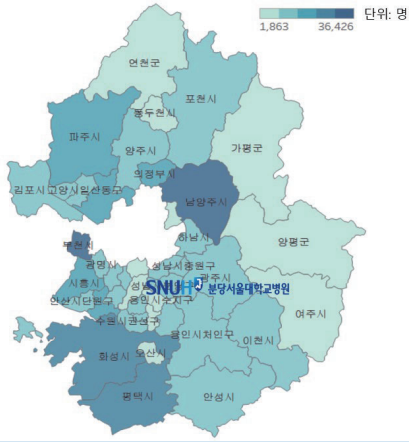 단위: 명
1,863 36,426
연천군
포천시
동두천시
파주시
가평군
양주시
의정부시
김포시 고양시일산동구
남양주시
하남시
양평군
부천시
광명시
성남시중원구
시흥시
광주시
SNUH 분당서울대학교병원
안산시단원구
용인시수지구
여주시
수원시권선구
용인시처인구
이천시
화성시
오산시
평택시
안성시